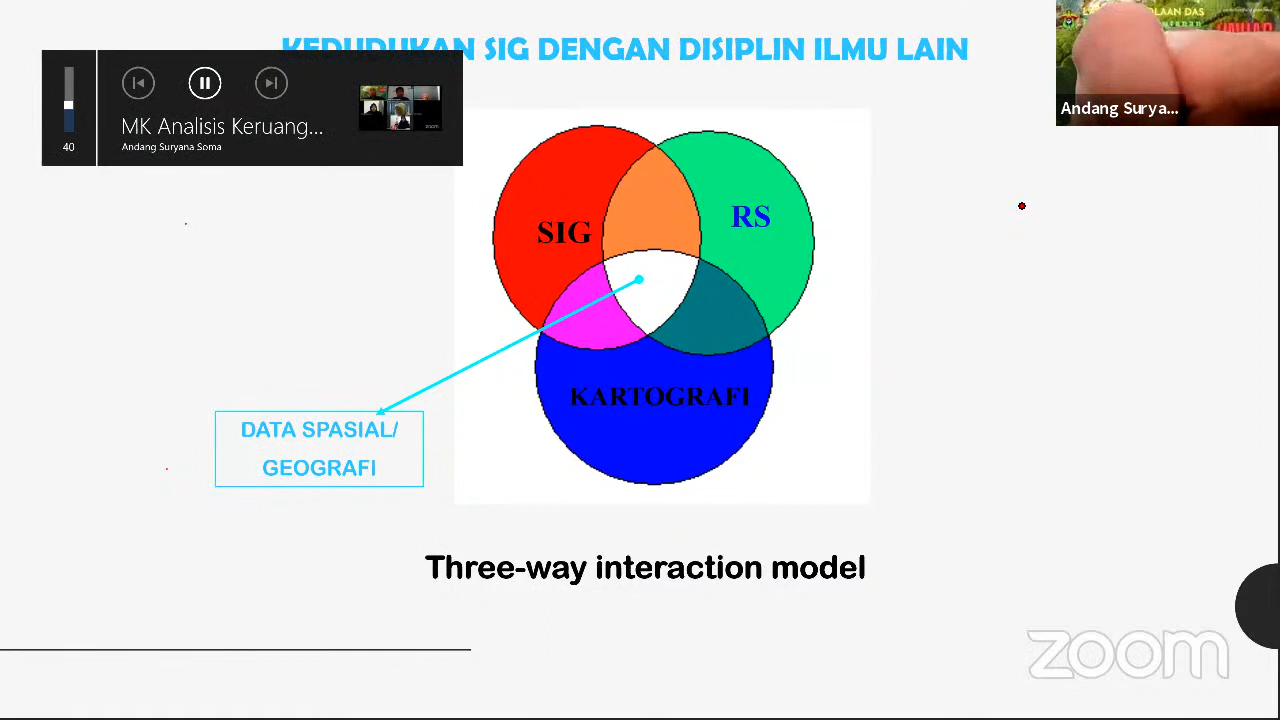 KEDUDUKAN SIG DENGAN DISIPLIN ILMU LAIN
MK Analisis Keruang...
Andang Suryana Soma
40
zoom
Andang Surya...
SIG
RS
KARTOGRAFI
DATA SPASIAL/
GEOGRAFI
Three-way interaction model
zoom